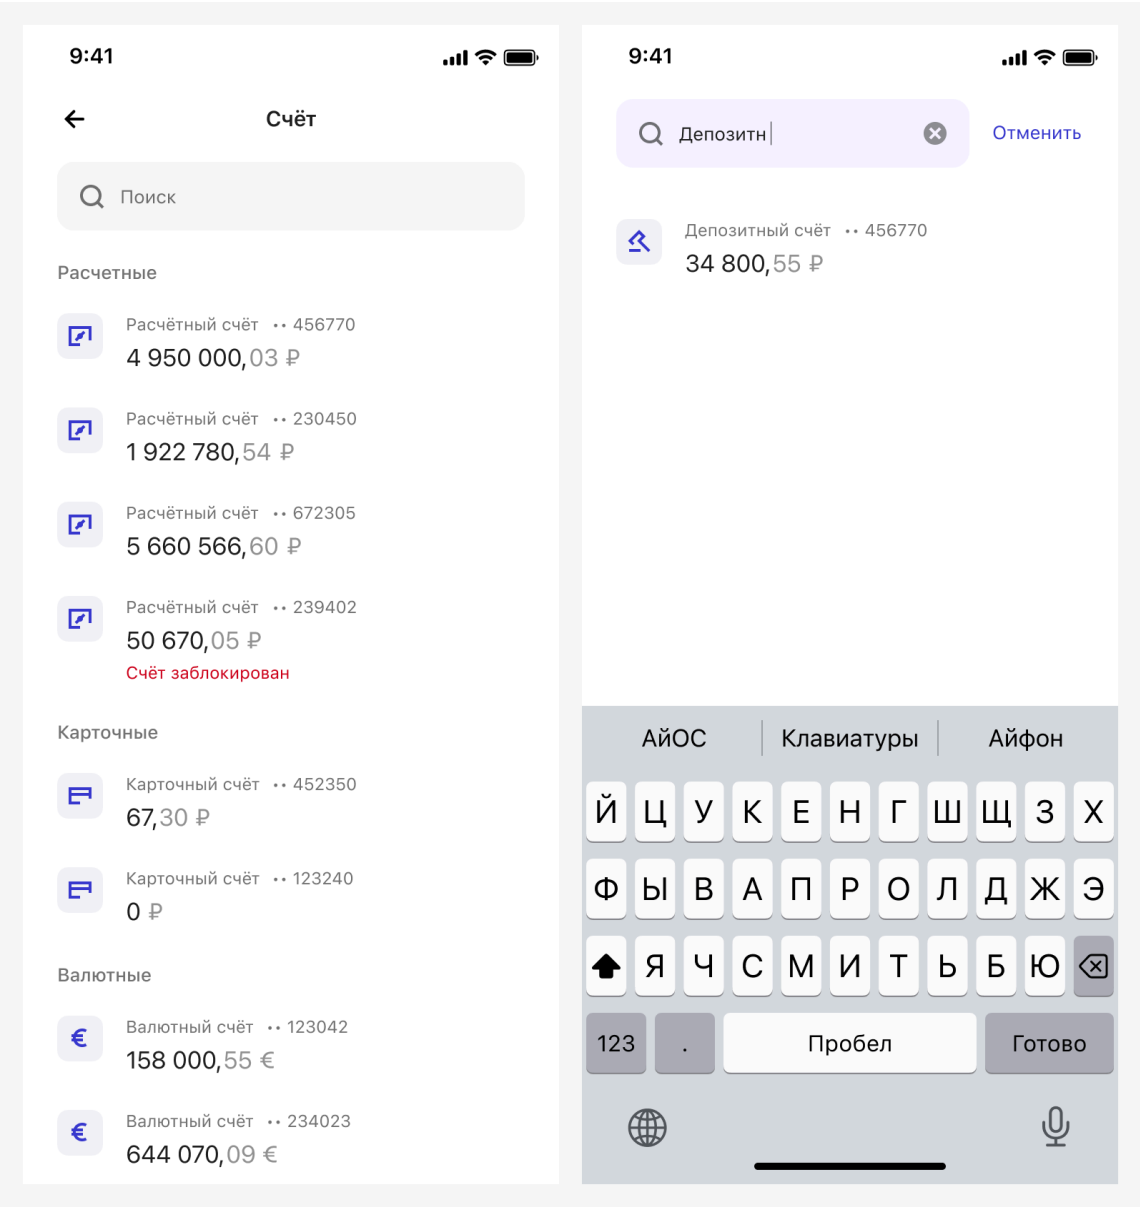 9:41
Счёт
Поиск
Расчетные
Расчётный счёт •• 456770
4 950 000,03 ₽
Расчётный счёт •• 230450
1 922 780,54 ₽
Расчётный счёт •• 672305
5 660 566,60 ₽
Расчётный счёт •• 239402
50 670,05 ₽
Счёт заблокирован
Карточные
Карточный счёт •• 452350
67,30 ₽
Карточный счёт •• 123240
0 ₽
Валютные
€
Валютный счёт •• 123042
158 000,55 €
€
Валютный счёт •• 234023
644 070,09 €
9:41
Депозитн
Отменить
Депозитный счёт •• 456770
34 800,55 ₽
АйОС Клавиатуры Айфон
Й Ц У К Е Н Г Ш Щ З Х
Ф Ы В А П Р О Л Д Ж Э
Я Ч С М И Т Ь Б Ю
123 . Пробел Готово